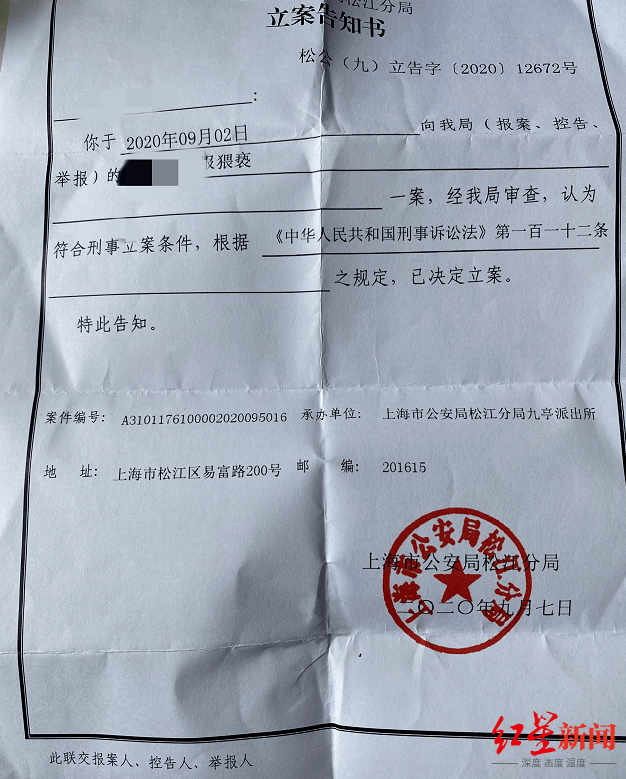 松江分局
立案告知书
松公（九）立告字〔2020〕12672号
：
你于 2020年09月02日 向我局（报案、控告、
举报）的 被猥亵
一案，经我局审查，认为
符合刑事立案条件，根据 《中华人民共和国刑事诉讼法》第一百一十二条
之规定，已决定立案。
特此告知。
案件编号： A3101176100002020095016 承办单位： 上海市公安局松江分局九亭派出所
地 址： 上海市松江区易富路200号 邮 编： 201615
上海市公安局松江分局
二〇二〇年九月七日
上海市公安局松江分局
此联交报案人、控告人、举报人
红星新闻
深度 态度 温度